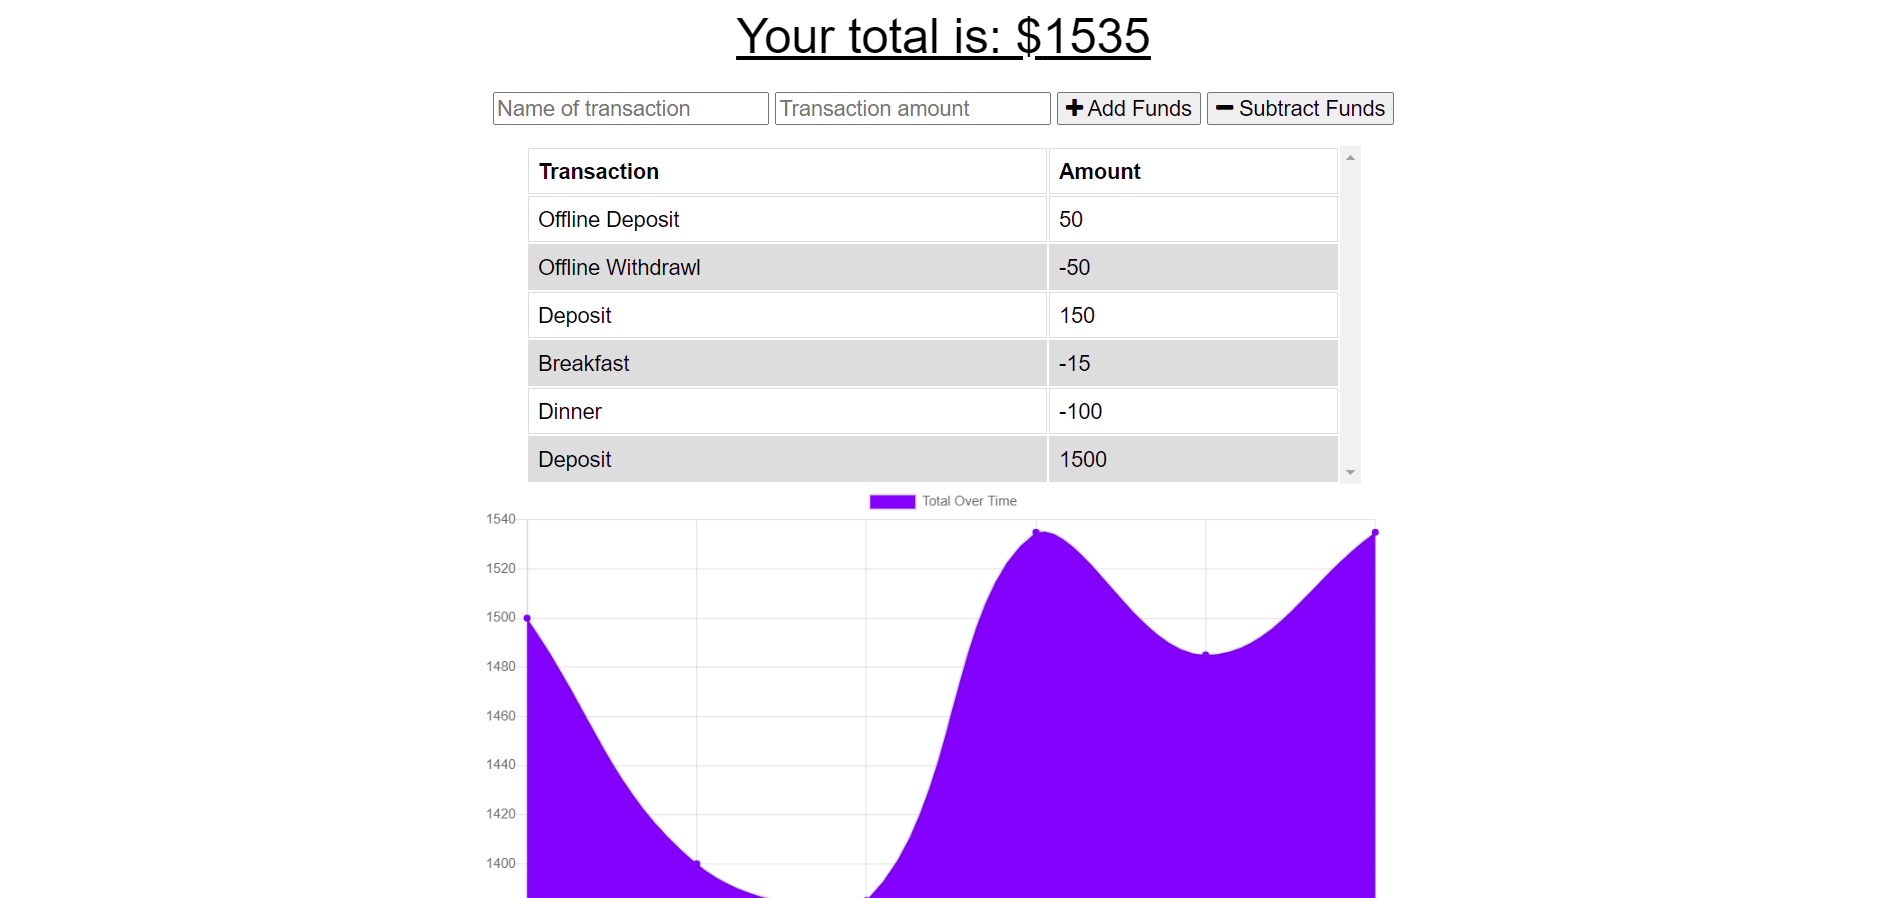 Your total is: $1535
Name of transaction Transaction amount Add Funds Subtract Funds
Transaction Amount
Offline Deposit 50
Offline Withdrawl -50
Deposit 150
Breakfast -15
Dinner -100
Deposit 1500
Total Over Time
1540
1520
1500
1480
1460
1440
1420
1400